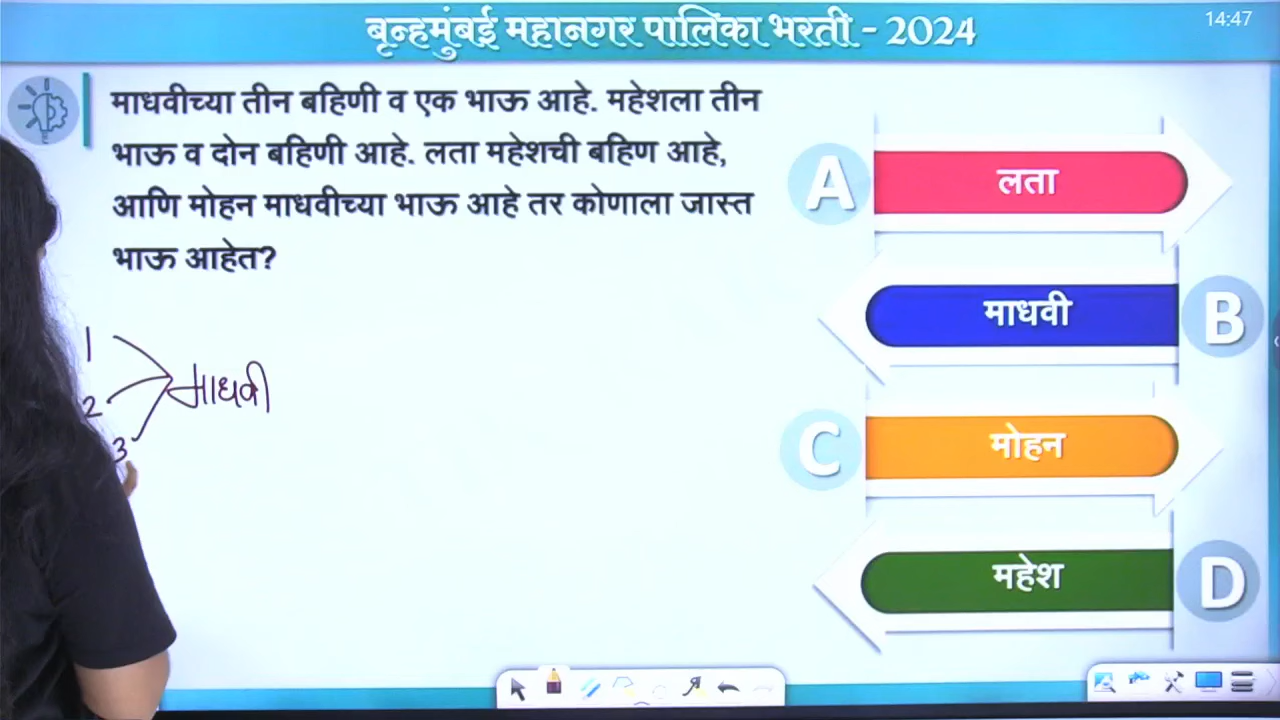 बृन्हमुंबई महानगर पालिका भरती - 2024
14:47
माधवीच्या तीन बहिणी व एक भाऊ आहे. महेशला तीन
भाऊ व दोन बहिणी आहे. लता महेशची बहिण आहे,
आणि मोहन माधवीच्या भाऊ आहे तर कोणाला जास्त
भाऊ आहेत?
A लता
B माधवी
C मोहन
D महेश
1
2 माधवी
3